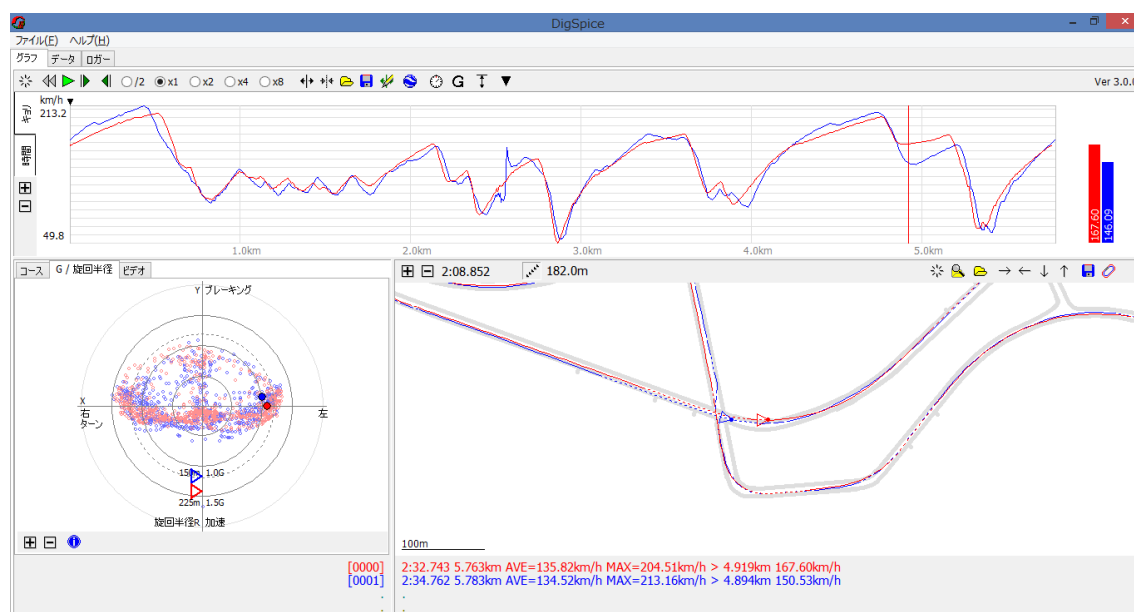 DigSpice
ファイル(F) ヘルプ(H)
グラフ データ ロガー
/2 x1 x2 x4 x8 G Ver 3.0.0
km/h
213.2
キョリ
時間
49.8
1.0km 2.0km 3.0km 4.0km 5.0km
167.60
146.09
コース G / 旋回半径 ビデオ
2:08.852 182.0m
Y ブレーキング
X
右
ターン
左
150m 1.0G
225m 1.5G
旋回半径R 加速
100m
[0000] 2:32.743 5.763km AVE=135.82km/h MAX=204.51km/h > 4.919km 167.60km/h
[0001] 2:34.762 5.783km AVE=134.52km/h MAX=213.16km/h > 4.894km 150.53km/h